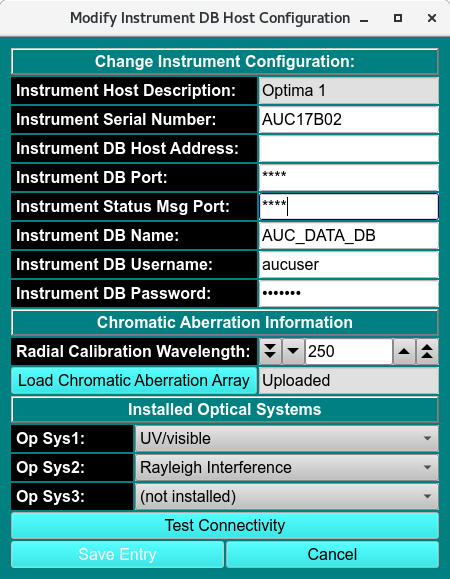 Modify Instrument DB Host Configuration
Change Instrument Configuration:
Instrument Host Description: Optima 1
Instrument Serial Number: AUC17B02
Instrument DB Host Address:
Instrument DB Port: ****
Instrument Status Msg Port: ****
Instrument DB Name: AUC_DATA_DB
Instrument DB Username: aucuser
Instrument DB Password: •••••••
Chromatic Aberration Information
Radial Calibration Wavelength: 250
Load Chromatic Aberration Array Uploaded
Installed Optical Systems
Op Sys1: UV/visible
Op Sys2: Rayleigh Interference
Op Sys3: (not installed)
Test Connectivity
Save Entry Cancel